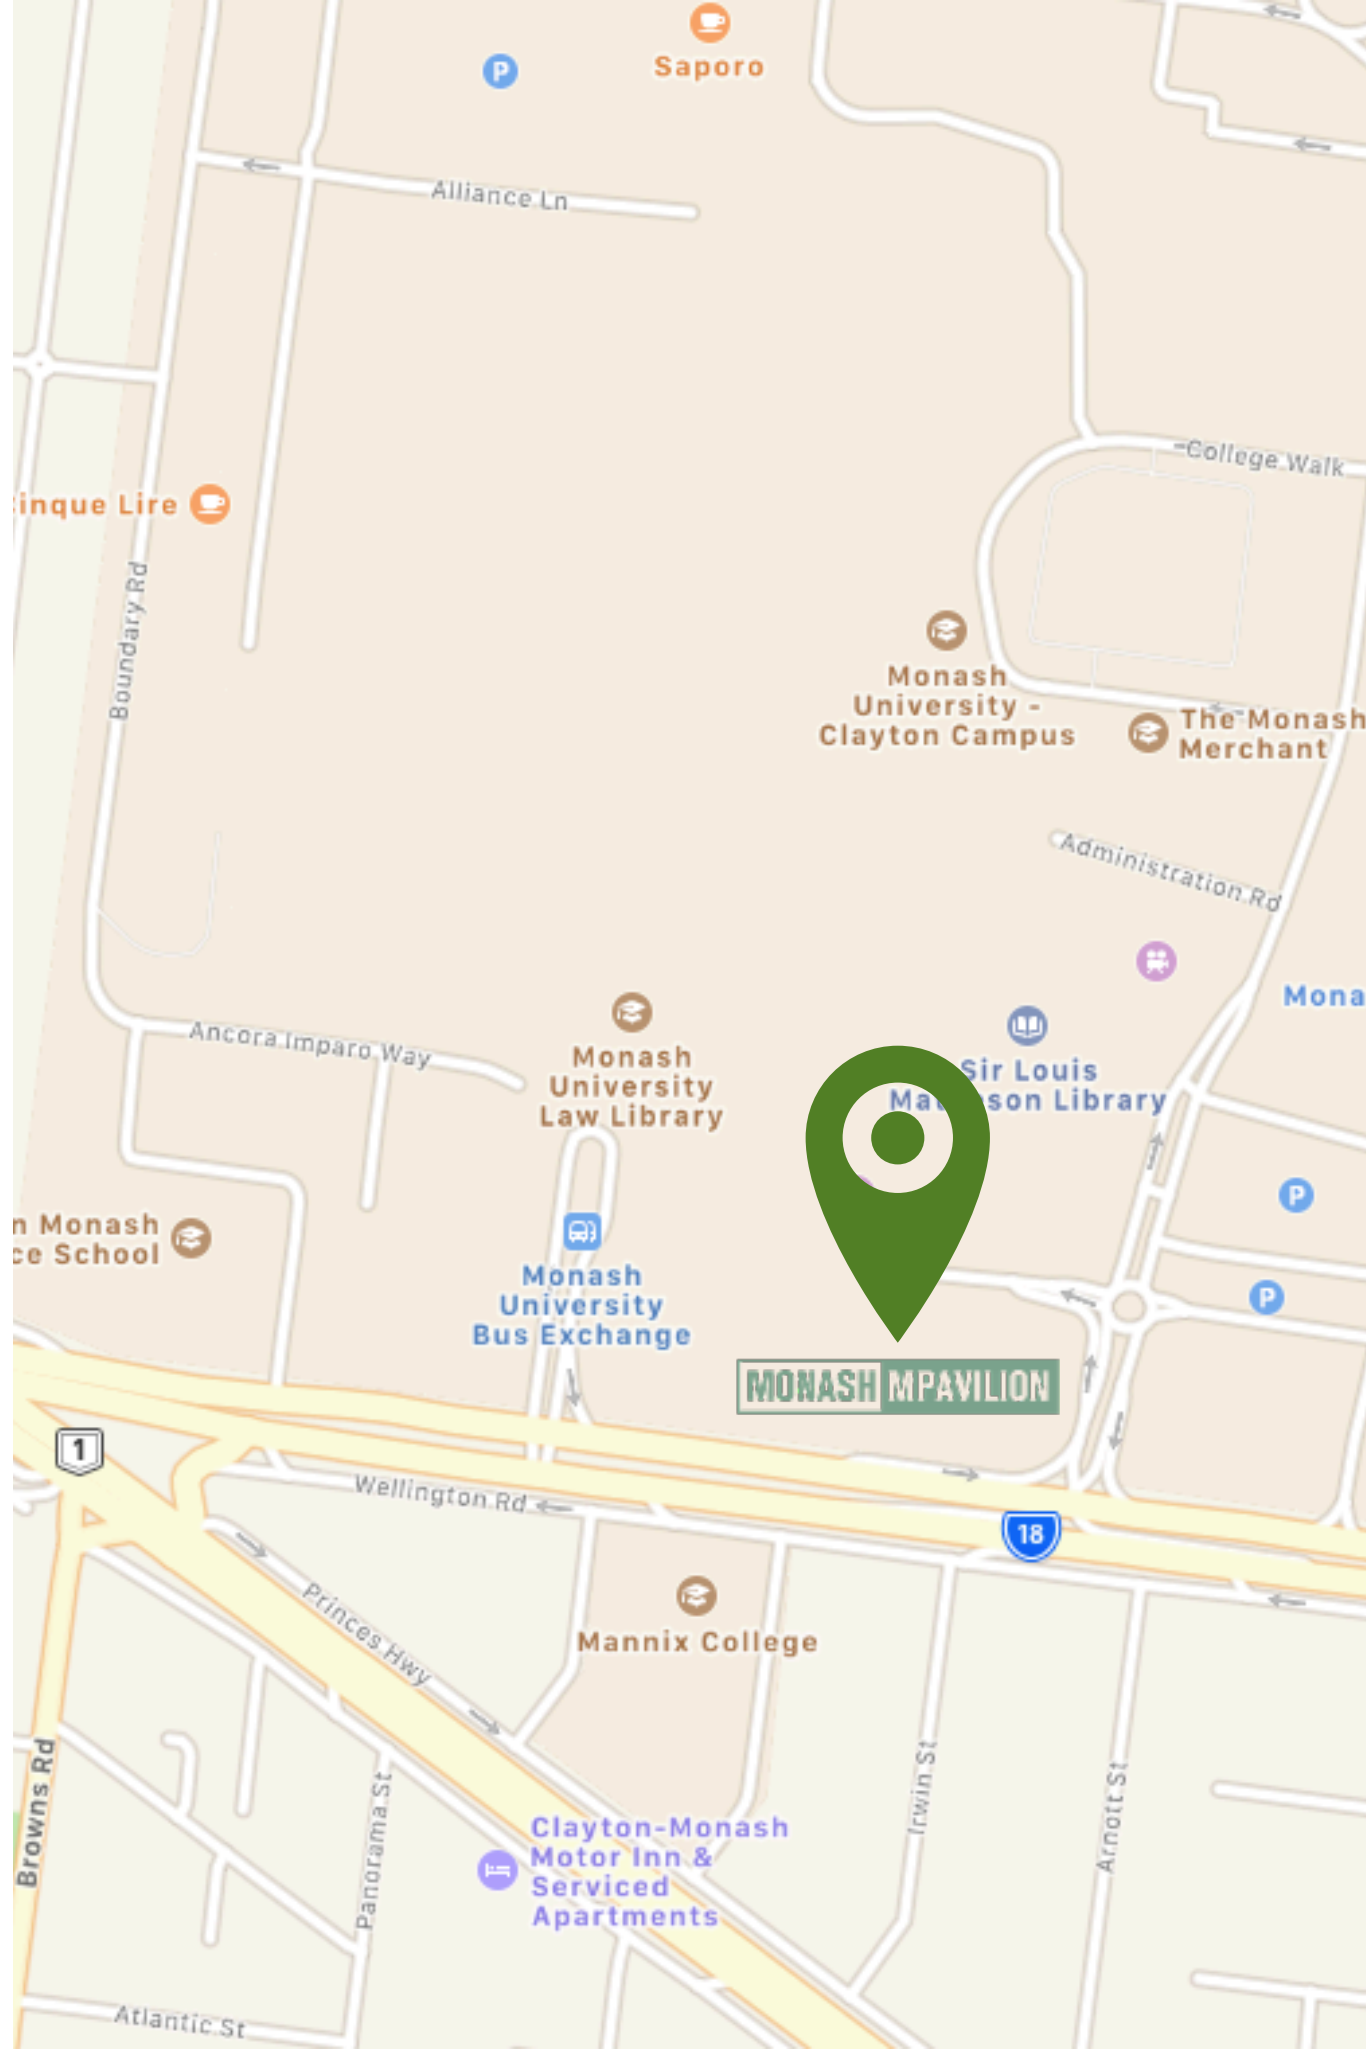 P
Saporo
Alliance Ln
College Walk
inque Lire
Boundary Rd
Monash
University -
Clayton Campus
The Monash
Merchant
Administration Rd
Mona
Ancora Imparo Way
Monash
University
Law Library
Sir Louis
Library
P
n Monash
ce School
Monash
University
Bus Exchange
P
MONASH MPAVILION
1
Wellington Rd
18
Princes Hwy
Mannix College
Browns Rd
Panorama St
Irwin St
Arnott St
Clayton-Monash
Motor Inn &
Serviced
Apartments
Atlantic St